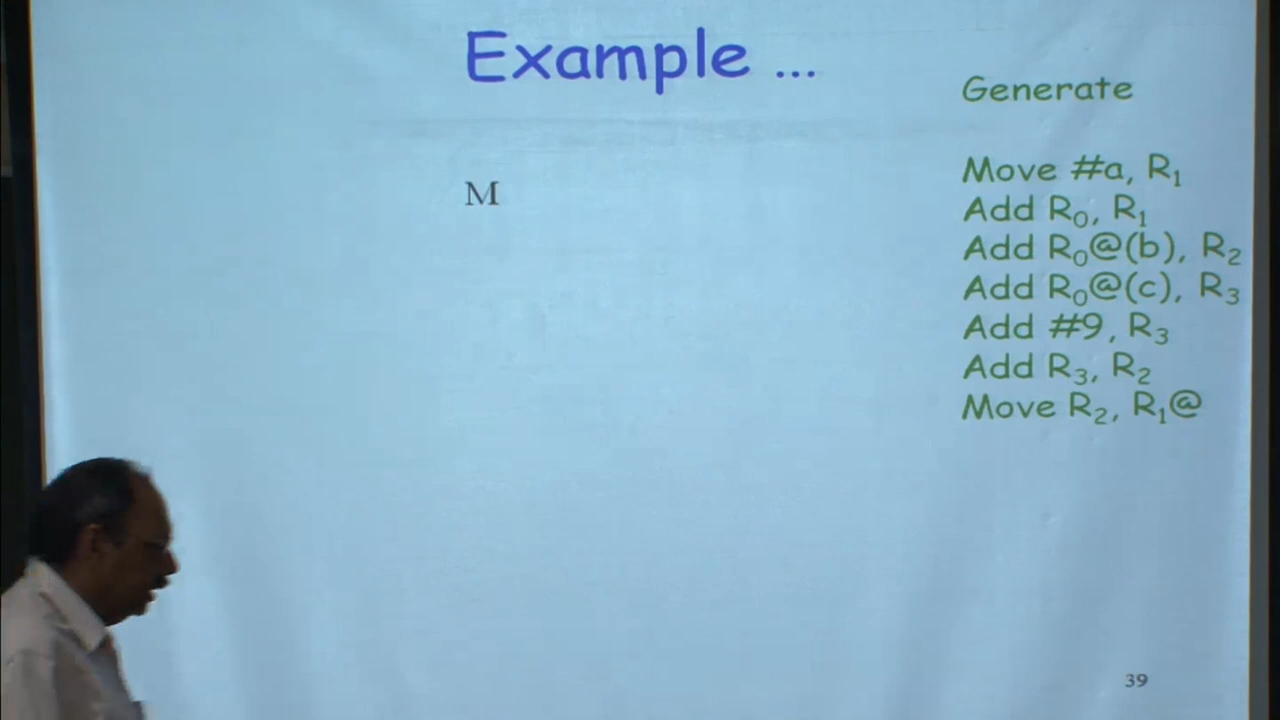 Example ...
Generate
M
Move #a, R₁
Add R₀, R₁
Add R₀@(b), R₂
Add R₀@(c), R₃
Add #9, R₃
Add R₃, R₂
Move R₂, R₁@
39